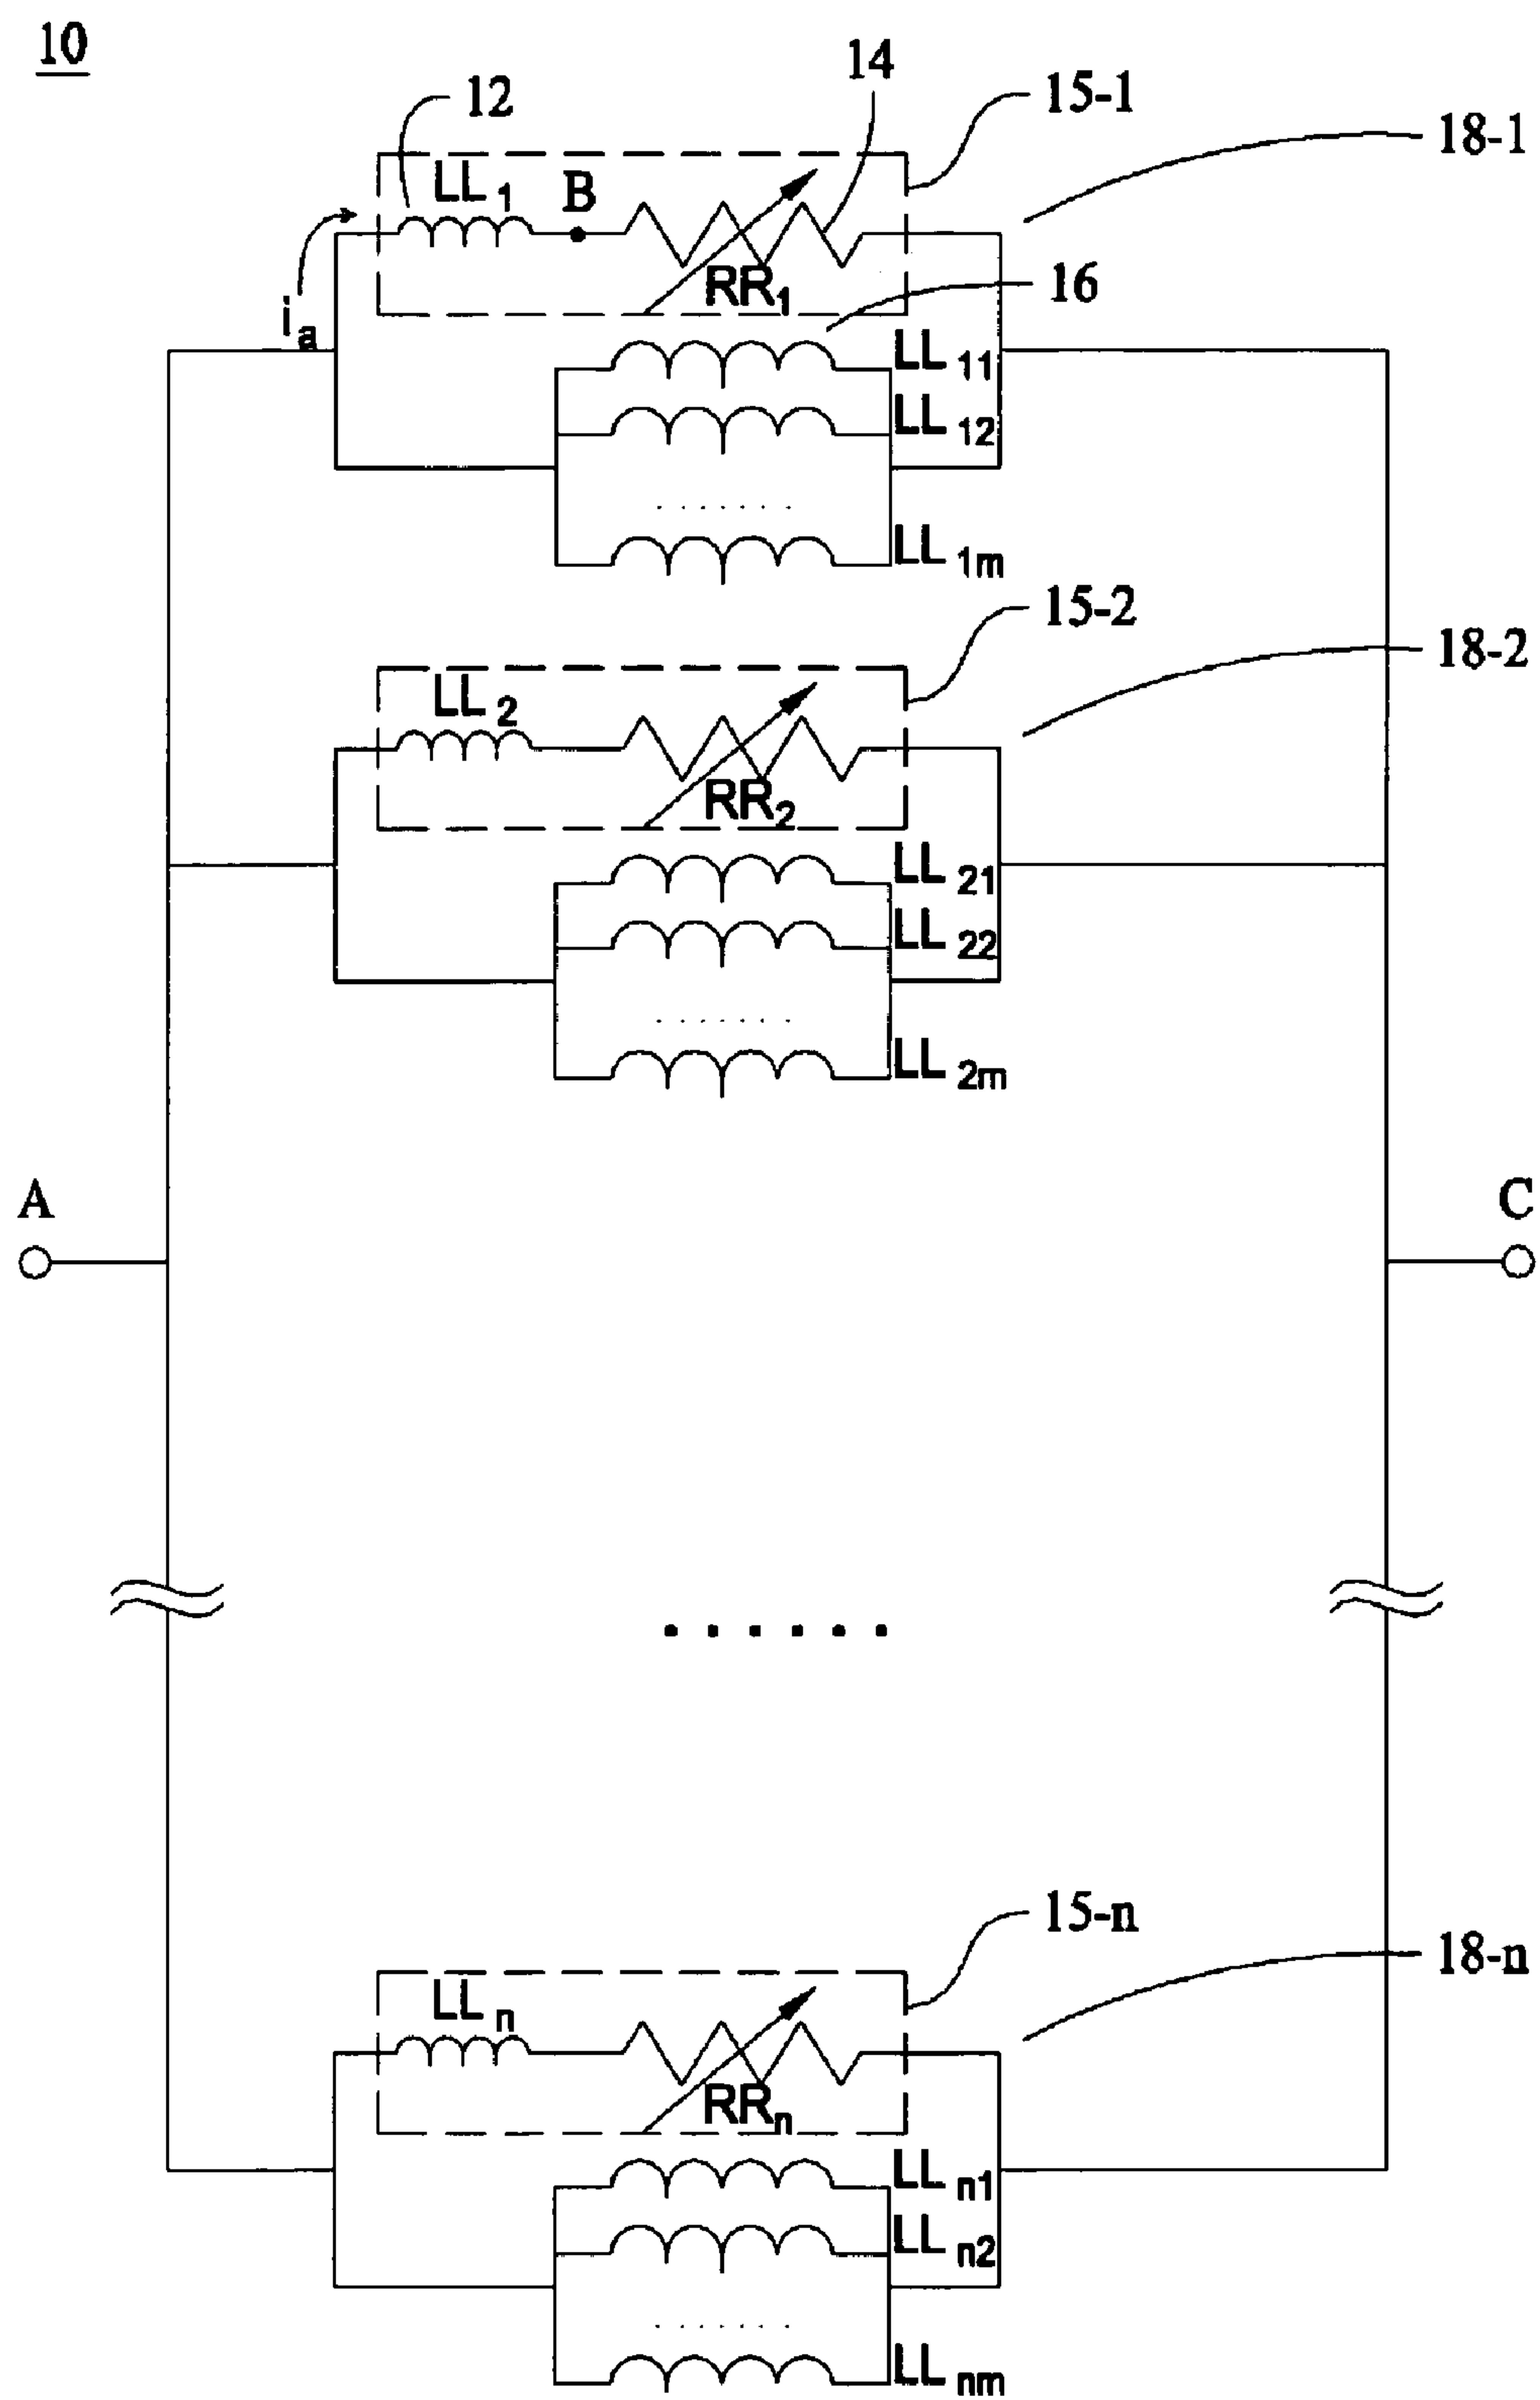 10
12
14
15-1
18-1
LL1
B
RR1
16
ia
LL11
LL12
LL1m
15-2
18-2
LL2
RR2
LL21
LL22
LL2m
A
C
15-n
18-n
LLn
RRn
LLn1
LLn2
LLnm